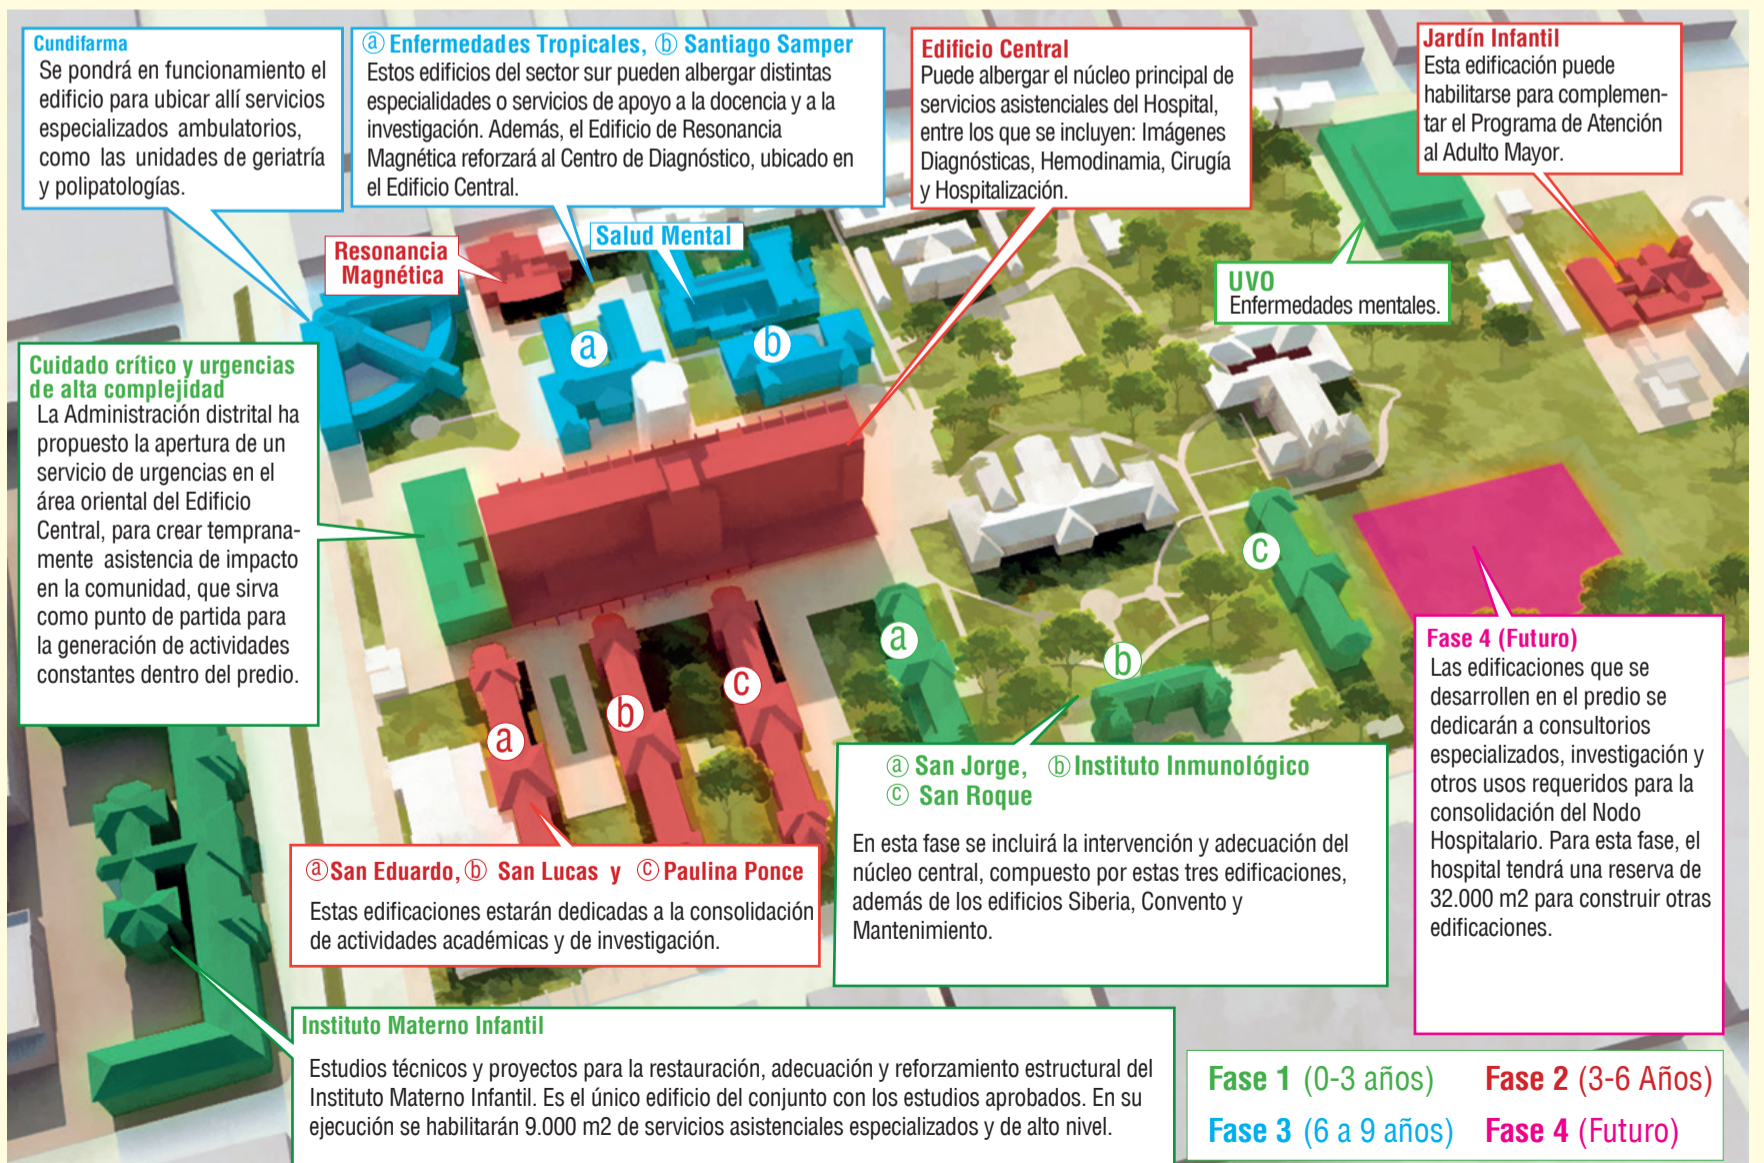 Cundifarma
Se pondrá en funcionamiento el
edificio para ubicar allí servicios
especializados ambulatorios,
como las unidades de geriatría
y polipatologías.
ⓐ Enfermedades Tropicales, ⓑ Santiago Samper
Estos edificios del sector sur pueden albergar distintas
especialidades o servicios de apoyo a la docencia y a la
investigación. Además, el Edificio de Resonancia
Magnética reforzará al Centro de Diagnóstico, ubicado en
el Edificio Central.
Edificio Central
Puede albergar el núcleo principal de
servicios asistenciales del Hospital,
entre los que se incluyen: Imágenes
Diagnósticas, Hemodinamia, Cirugía
y Hospitalización.
Jardín Infantil
Esta edificación puede
habilitarse para complemen-
tar el Programa de Atención
al Adulto Mayor.
Resonancia
Magnética
Salud Mental
UVO
Enfermedades mentales.
a
b
Cuidado crítico y urgencias
de alta complejidad
La Administración distrital ha
propuesto la apertura de un
servicio de urgencias en el
área oriental del Edificio
Central, para crear temprana-
mente asistencia de impacto
en la comunidad, que sirva
como punto de partida para
la generación de actividades
constantes dentro del predio.
c
a
b
a
b
c
Fase 4 (Futuro)
Las edificaciones que se
desarrollen en el predio se
dedicarán a consultorios
especializados, investigación y
otros usos requeridos para la
consolidación del Nodo
Hospitalario. Para esta fase, el
hospital tendrá una reserva de
32.000 m2 para construir otras
edificaciones.
ⓐ San Jorge, ⓑ Instituto Inmunológico
ⓒ San Roque
En esta fase se incluirá la intervención y adecuación del
núcleo central, compuesto por estas tres edificaciones,
además de los edificios Siberia, Convento y
Mantenimiento.
ⓐ San Eduardo, ⓑ San Lucas y ⓒ Paulina Ponce
Estas edificaciones estarán dedicadas a la consolidación
de actividades académicas y de investigación.
Instituto Materno Infantil
Estudios técnicos y proyectos para la restauración, adecuación y reforzamiento estructural del
Instituto Materno Infantil. Es el único edificio del conjunto con los estudios aprobados. En su
ejecución se habilitarán 9.000 m2 de servicios asistenciales especializados y de alto nivel.
Fase 1 (0-3 años) Fase 2 (3-6 Años)
Fase 3 (6 a 9 años) Fase 4 (Futuro)